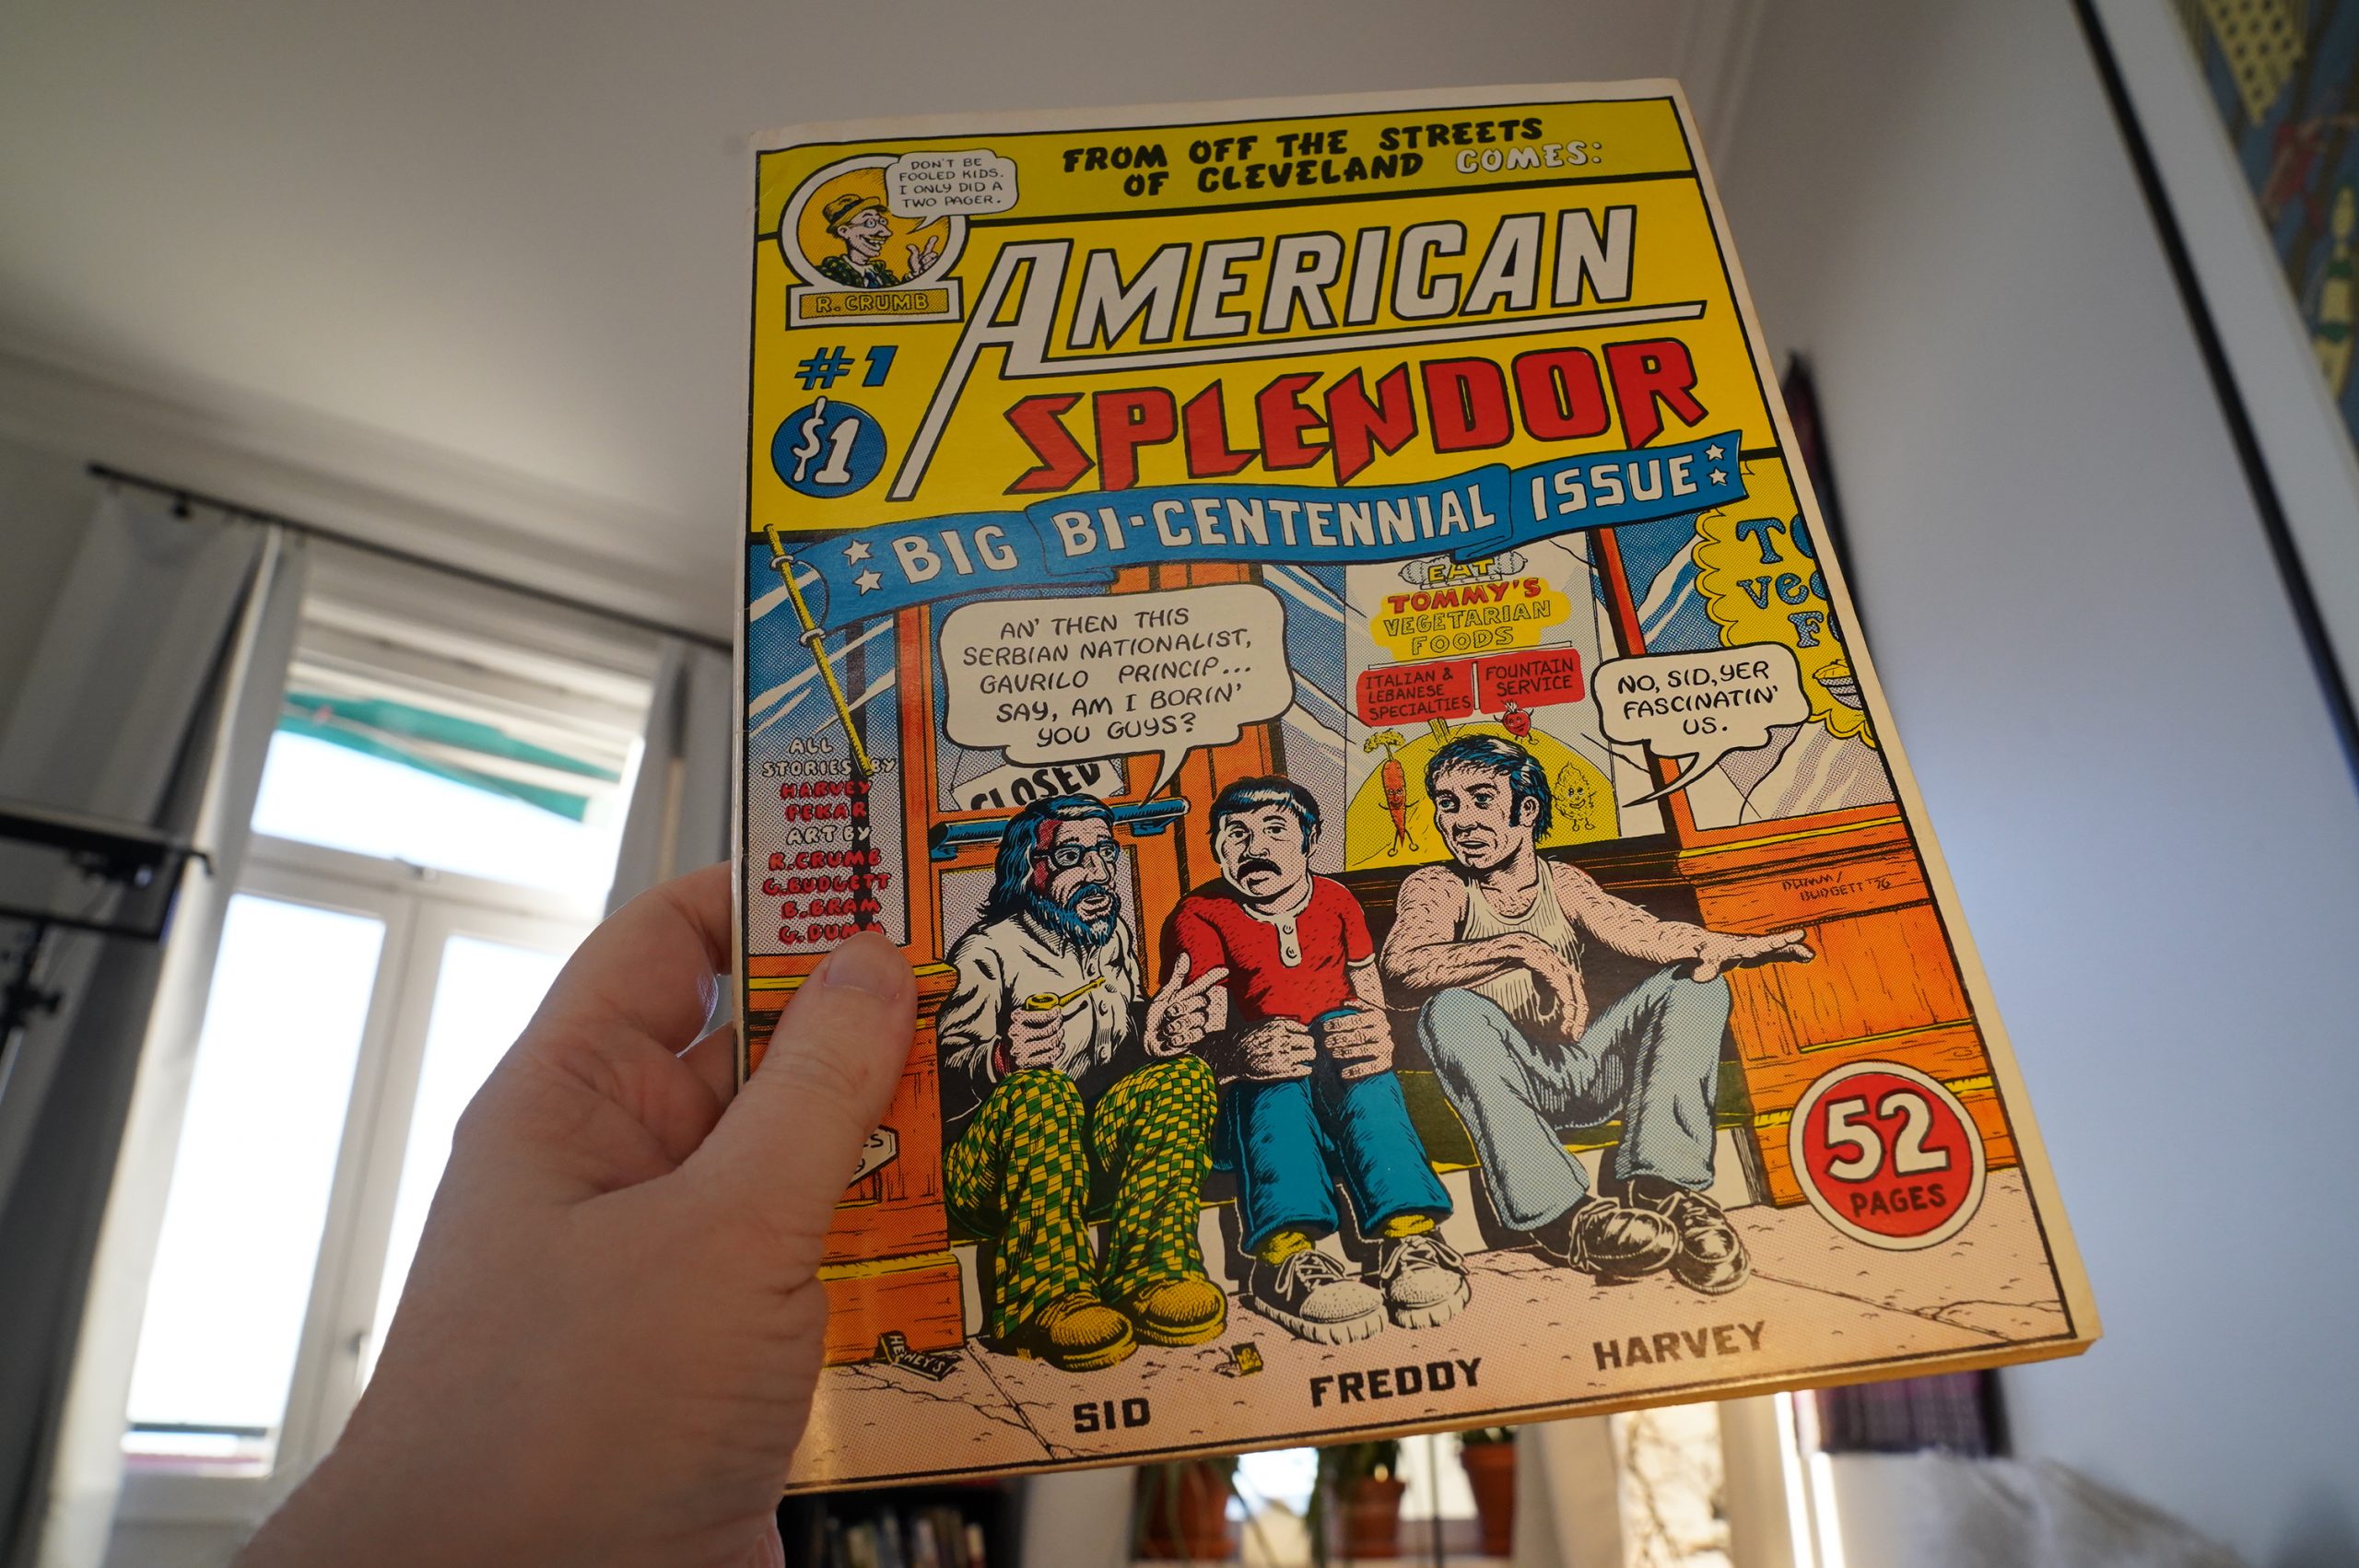 FROM OFF THE STREETS
OF CLEVELAND COMES:
DON'T BE
FOOLED KIDS.
I ONLY DID A
TWO PAGER.
R. CRUMB
AMERICAN
SPLENDOR
#1
$1
BIG BI-CENTENNIAL ISSUE
AN' THEN THIS
SERBIAN NATIONALIST,
GAVRILO PRINCIP...
SAY, AM I BORIN'
YOU GUYS?
EAT
TOMMY'S
VEGETARIAN
FOODS
ITALIAN &
LEBANESE
SPECIALTIES
FOUNTAIN
SERVICE
NO, SID, YER
FASCINATIN'
US.
CLOSED
ALL
STORIES BY
HARVEY
PEKAR
ART BY
R. CRUMB
G. BUDGETT
B. BRAM
G. DUMM
DUMM/
BUDGETT '76
52
PAGES
SID
FREDDY
HARVEY